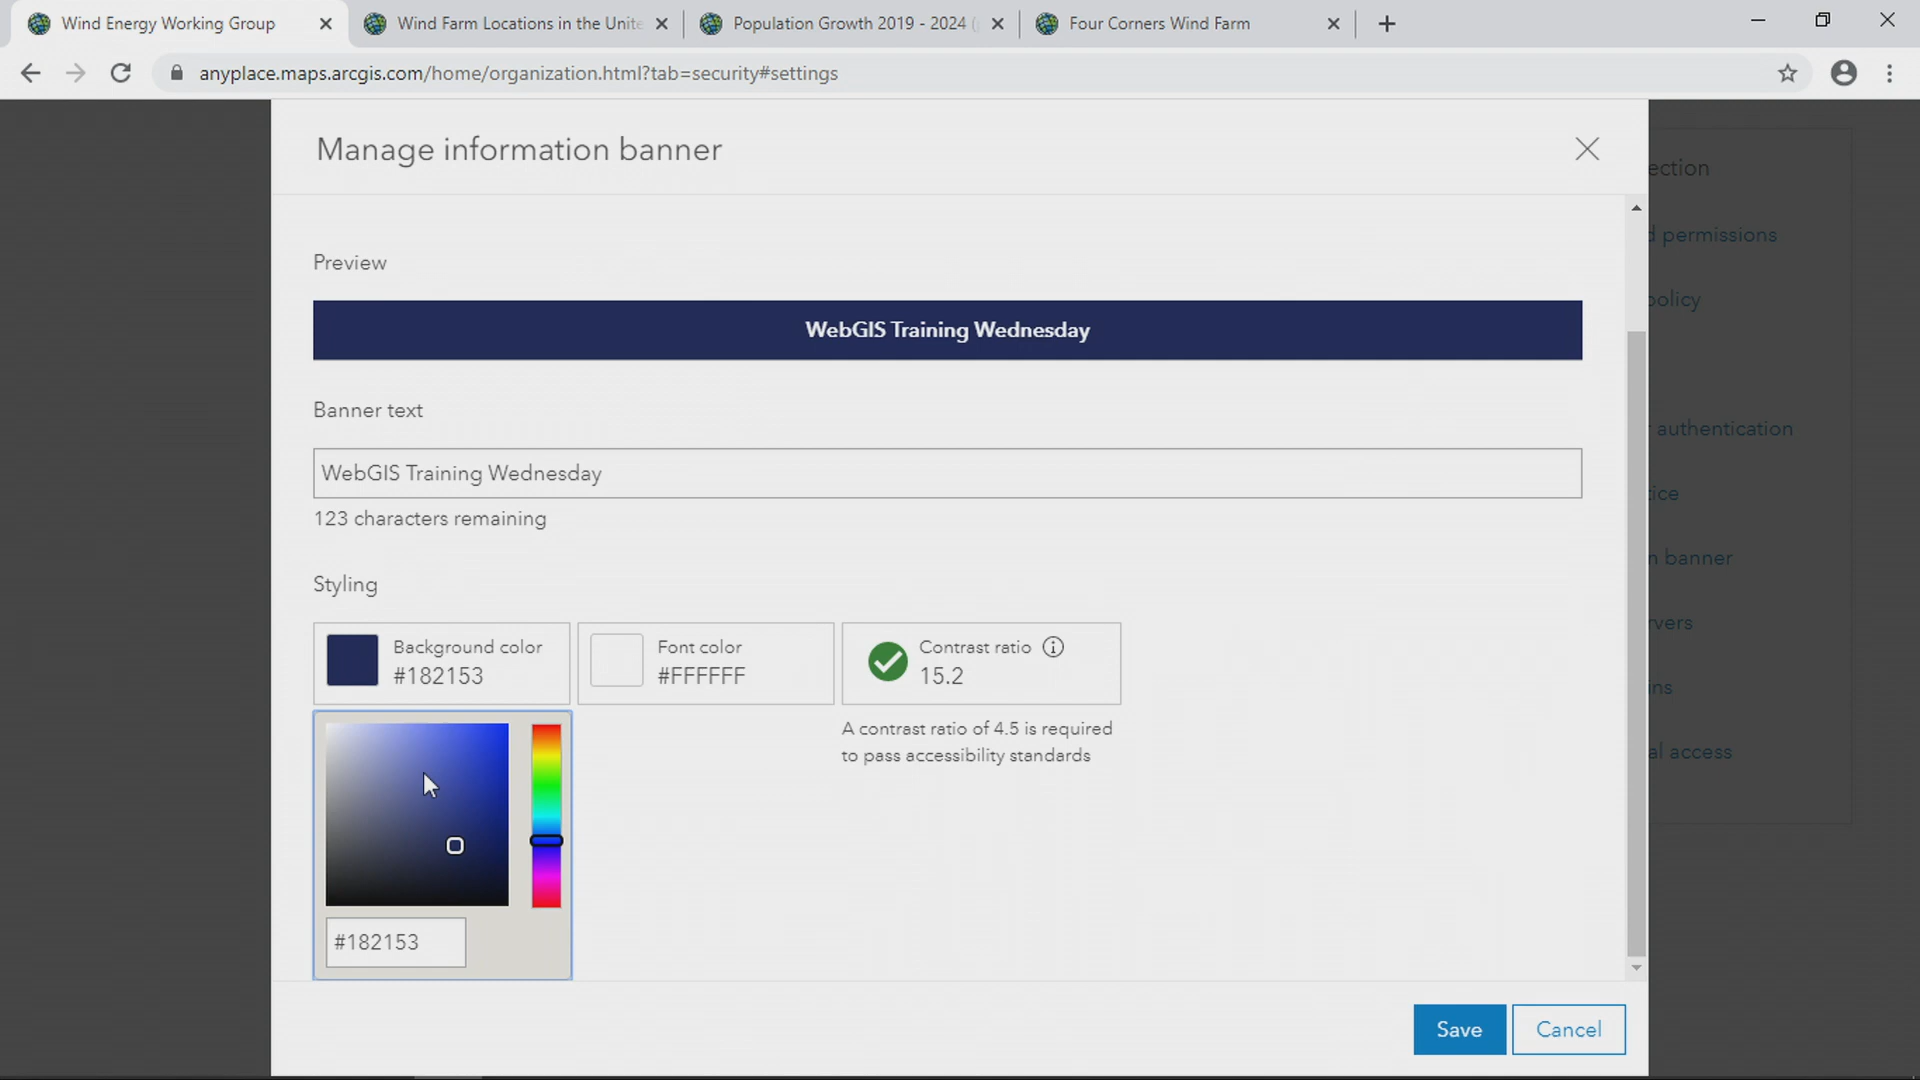 Wind Energy Working Group
Wind Farm Locations in the Unite
Population Growth 2019 - 2024 (
Four Corners Wind Farm
anyplace.maps.arcgis.com/home/organization.html?tab=security#settings
Manage information banner
ection
d permissions
Preview
policy
WebGIS Training Wednesday
Banner text
authentication
WebGIS Training Wednesday
tice
123 characters remaining
n banner
Styling
rvers
Background color
#182153
Font color
#FFFFFF
Contrast ratio
15.2
ins
A contrast ratio of 4.5 is required
to pass accessibility standards
al access
#182153
Save
Cancel